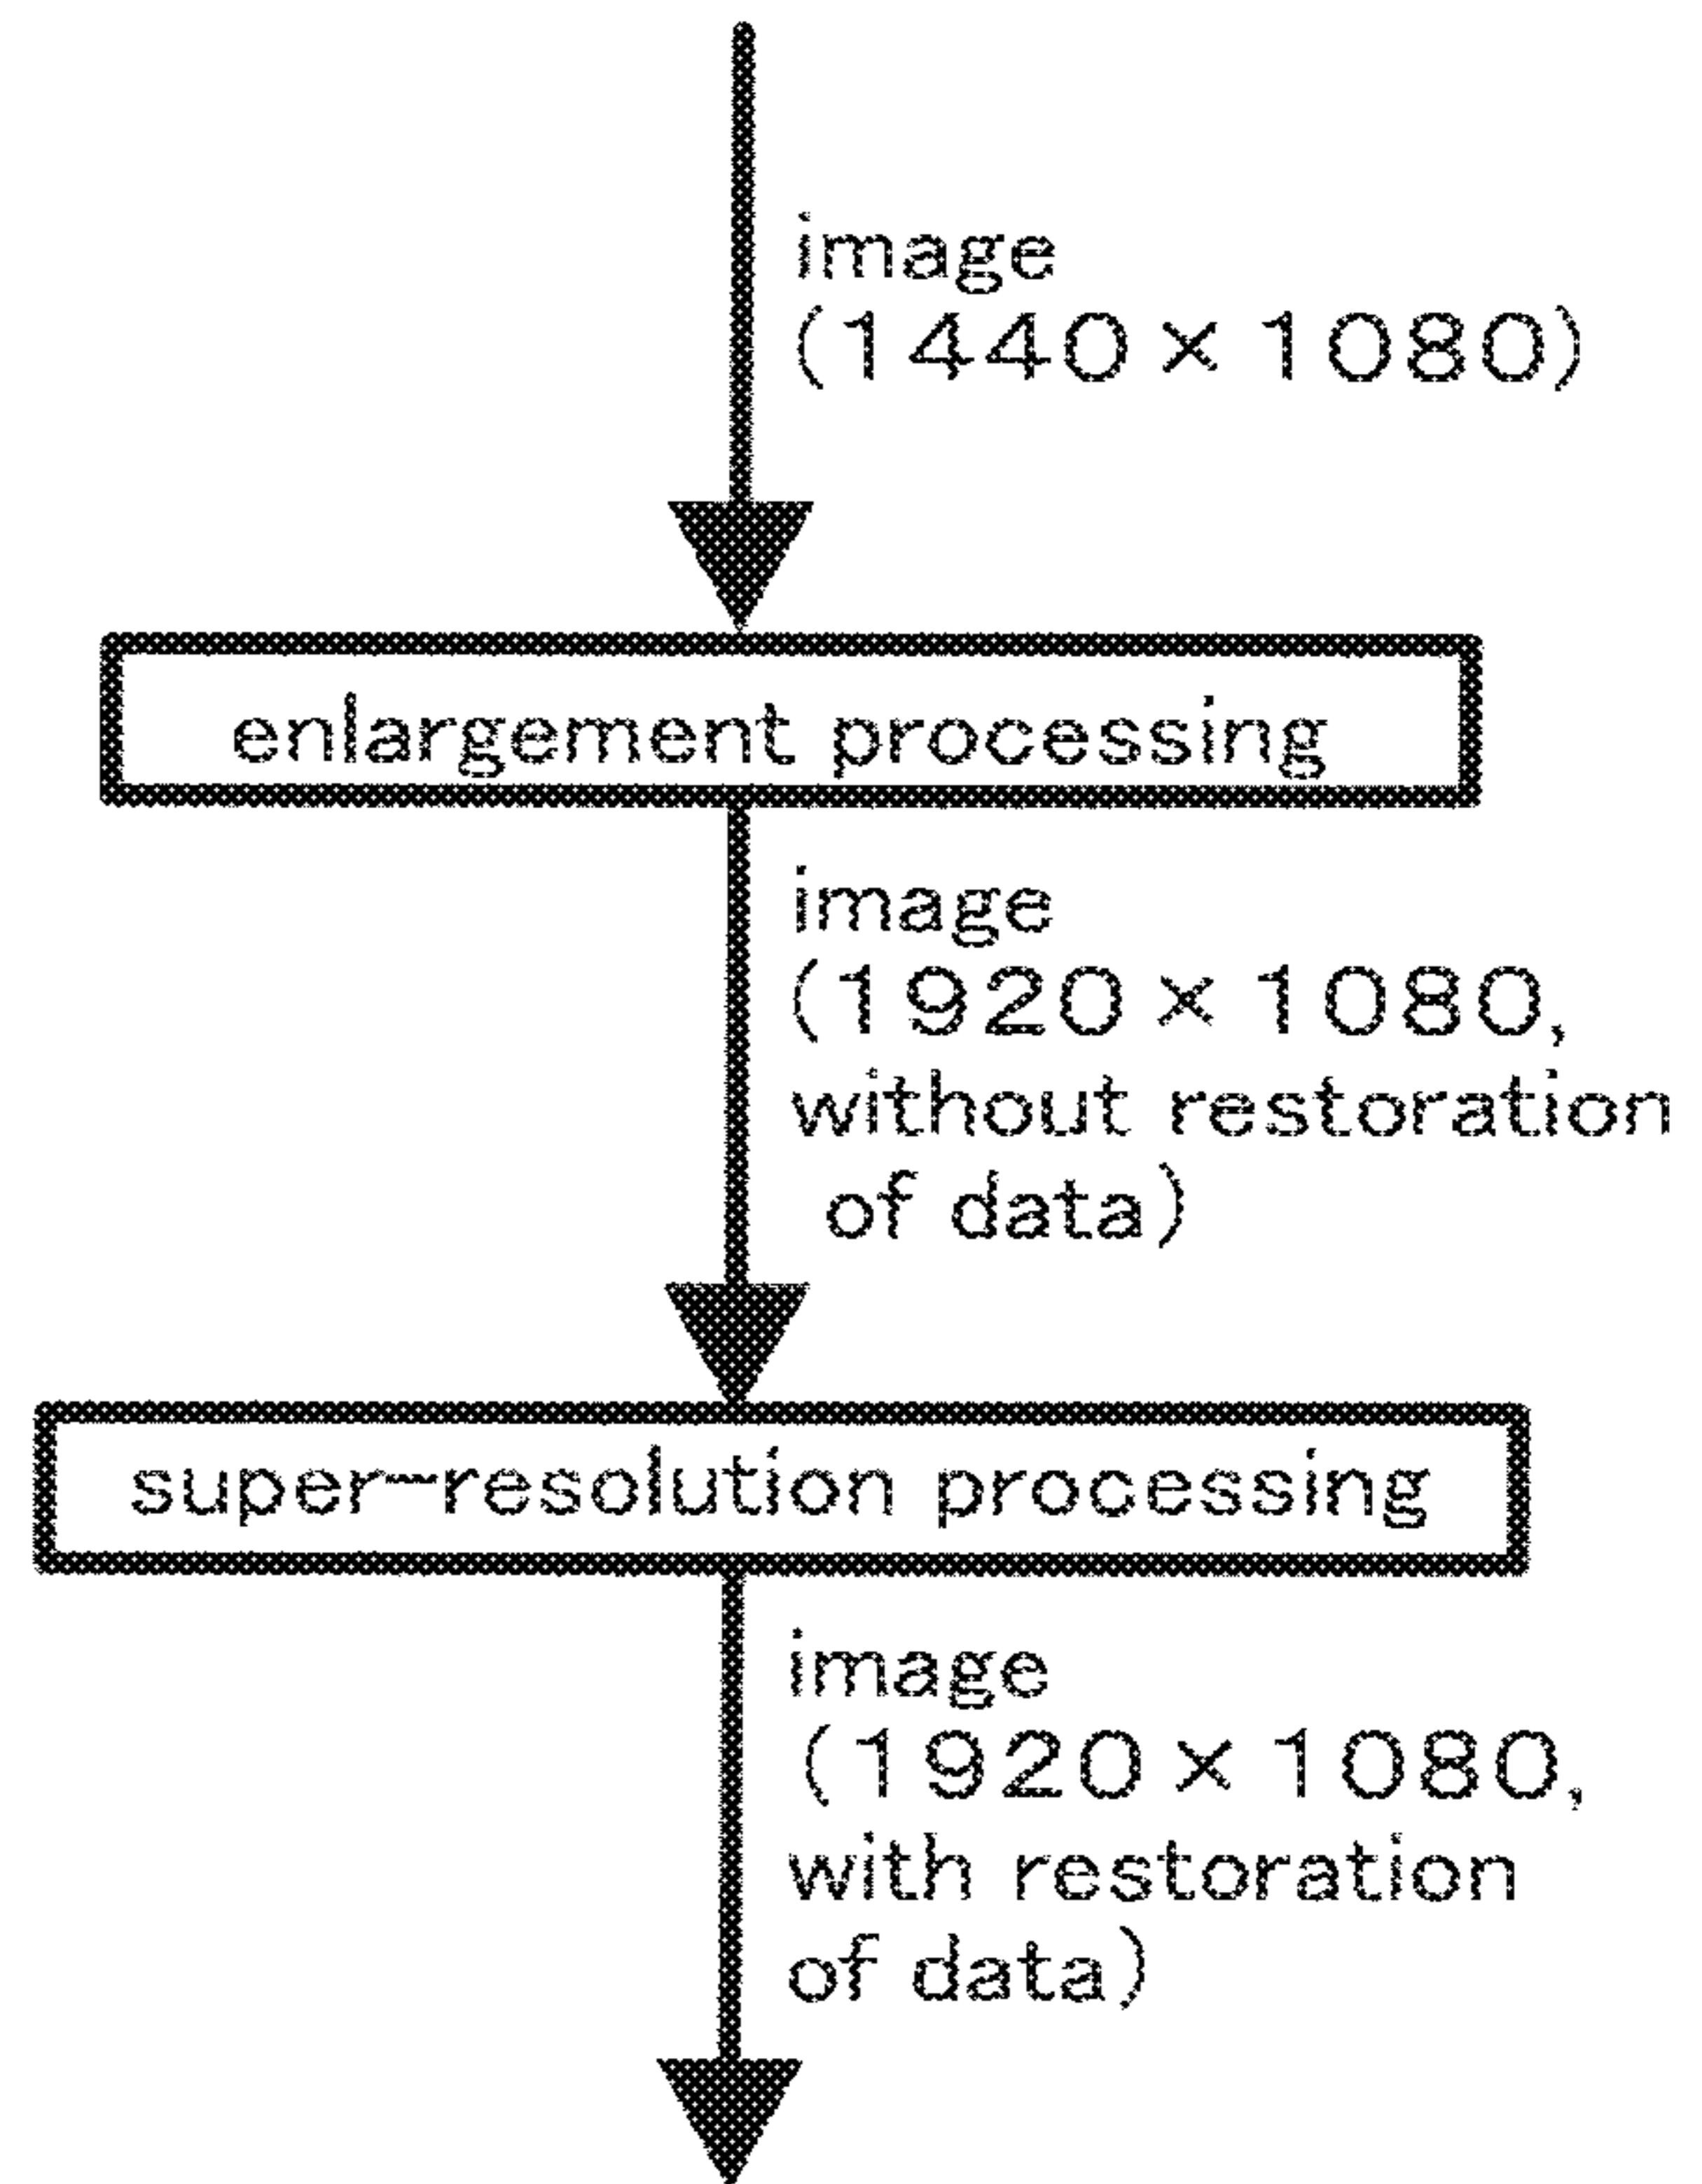 image
(1440×1080)
enlargement processing
image
(1920×1080,
without restoration
of data)
super-resolution processing
image
(1920×1080,
with restoration
of data)